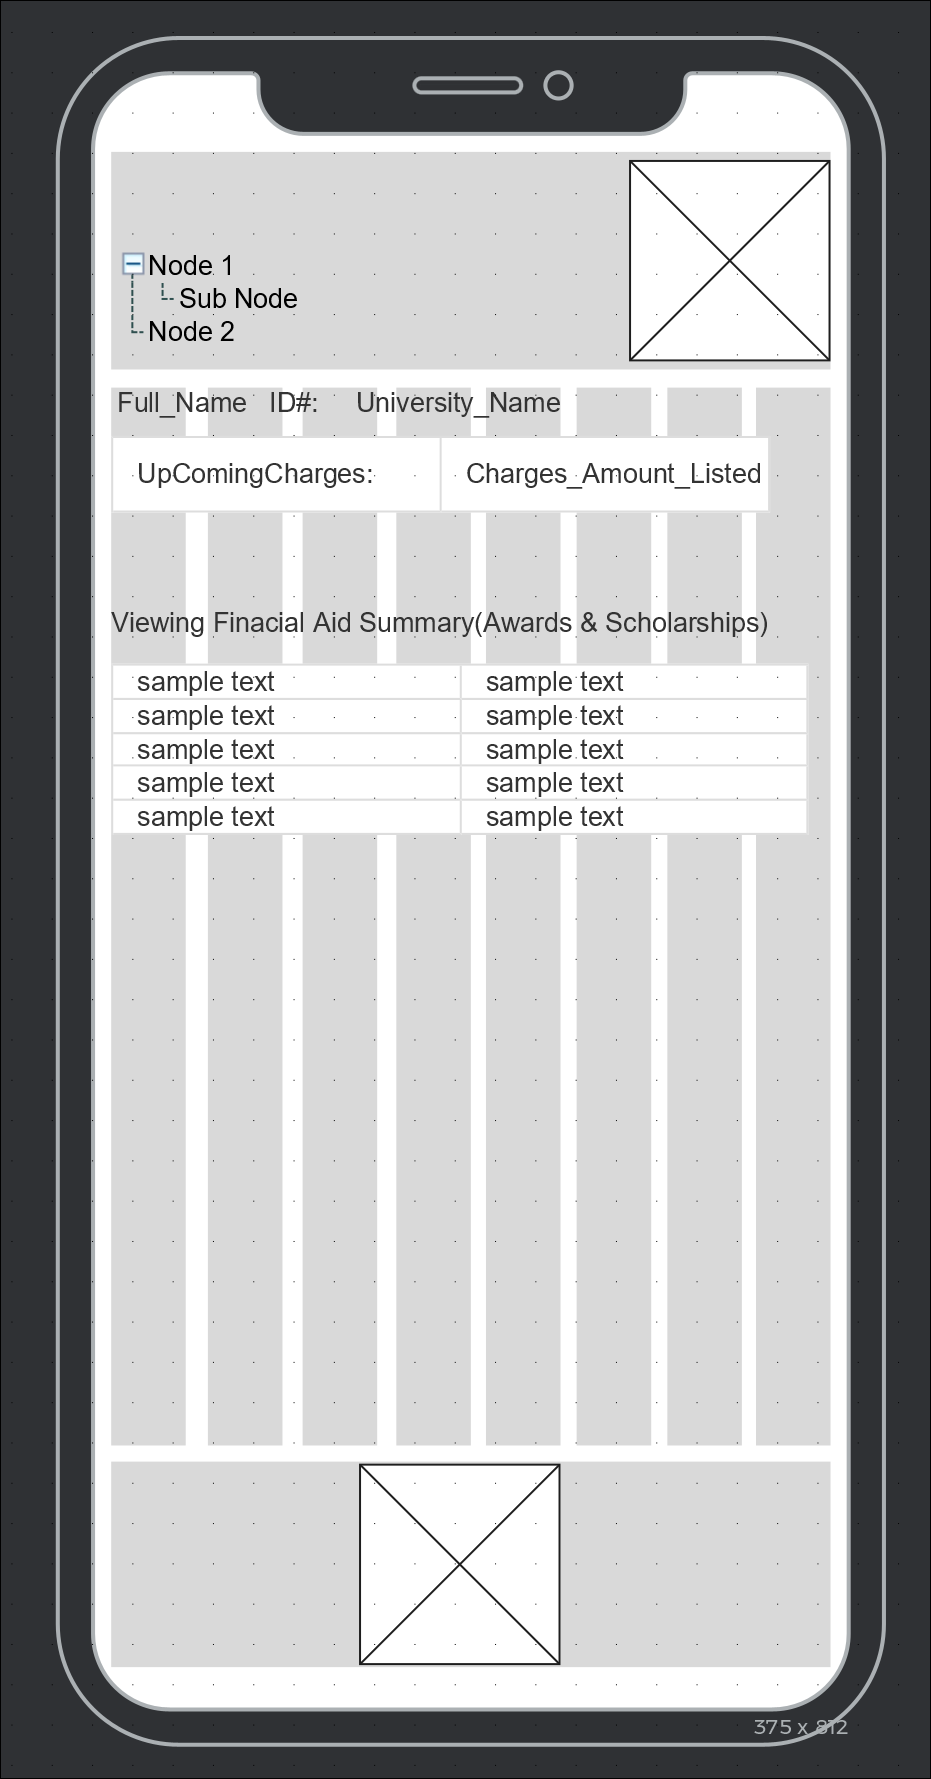 Node 1
Sub Node
Node 2
Full_Name ID#: University_Name
UpComingCharges: Charges_Amount_Listed
Viewing Finacial Aid Summary(Awards & Scholarships)
sample text sample text
sample text sample text
sample text sample text
sample text sample text
sample text sample text
375 x 812